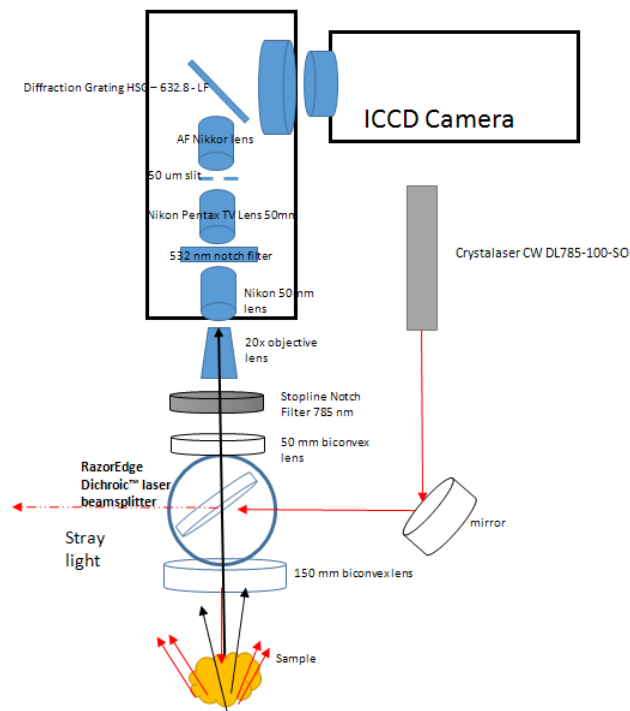 Diffraction Grating HSG – 632.8 - LF
ICCD Camera
AF Nikkor lens
50 um slit
Nikon Pentax TV Lens 50mm
532 nm notch filter
Crystalaser CW DL785-100-SO
Nikon 50 mm
lens
20x objective
lens
Stopline Notch
Filter 785 nm
50 mm biconvex
lens
RazorEdge
Dichroic™ laser
beamsplitter
mirror
Stray
light
150 mm biconvex lens
Sample